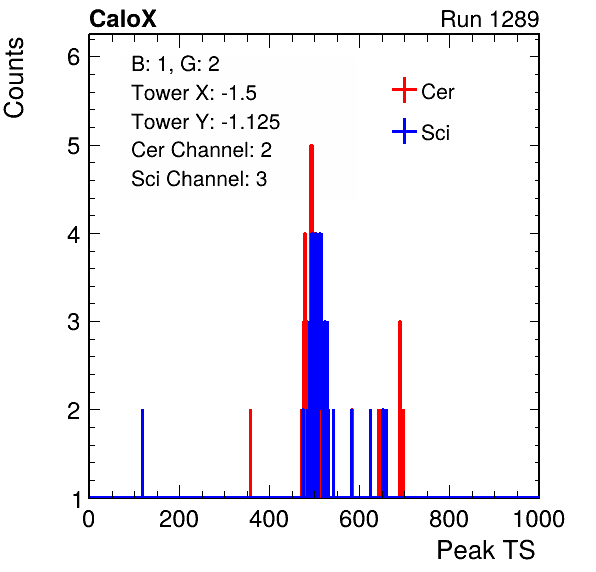 CaloX Run 1289
Counts
B: 1, G: 2
Tower X: -1.5
Tower Y: -1.125
Cer Channel: 2
Sci Channel: 3
Cer
Sci
6
5
4
3
2
1
0 200 400 600 800 1000
Peak TS